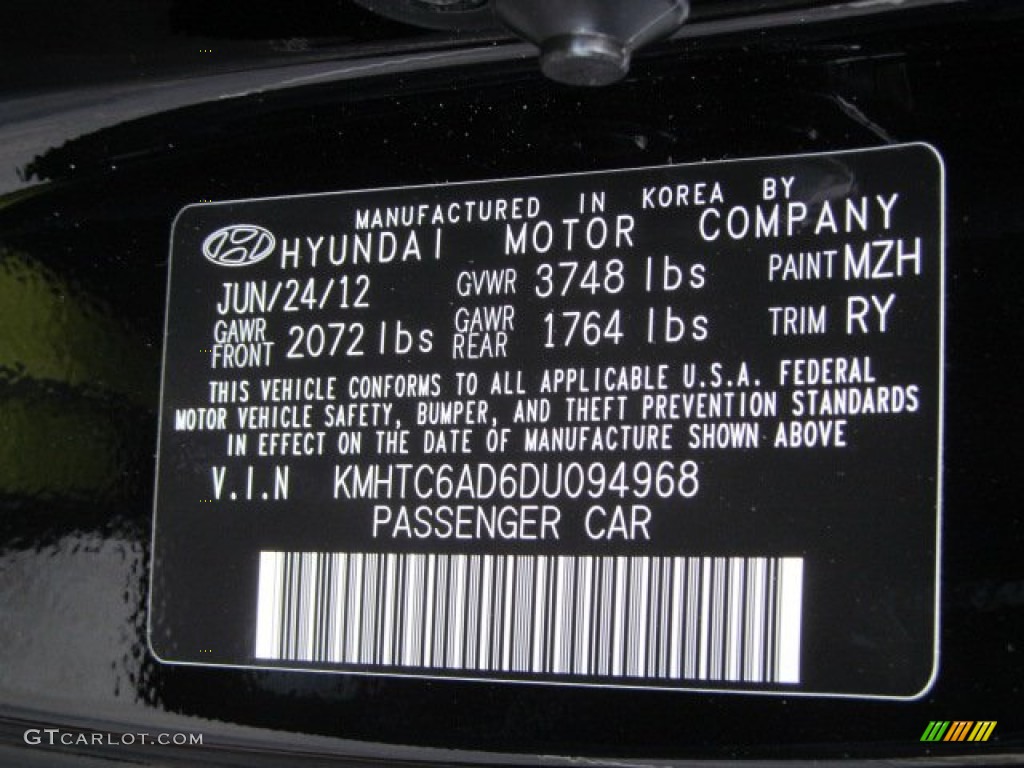 MANUFACTURED IN KOREA BY
HYUNDAI MOTOR COMPANY
JUN/24/12 GVWR 3748 lbs PAINT MZH
GAWR FRONT 2072 lbs GAWR REAR 1764 lbs TRIM RY
THIS VEHICLE CONFORMS TO ALL APPLICABLE U.S.A. FEDERAL
MOTOR VEHICLE SAFETY, BUMPER, AND THEFT PREVENTION STANDARDS
IN EFFECT ON THE DATE OF MANUFACTURE SHOWN ABOVE
V.I.N KMHTC6AD6DU094968
PASSENGER CAR
GTCARLOT.COM